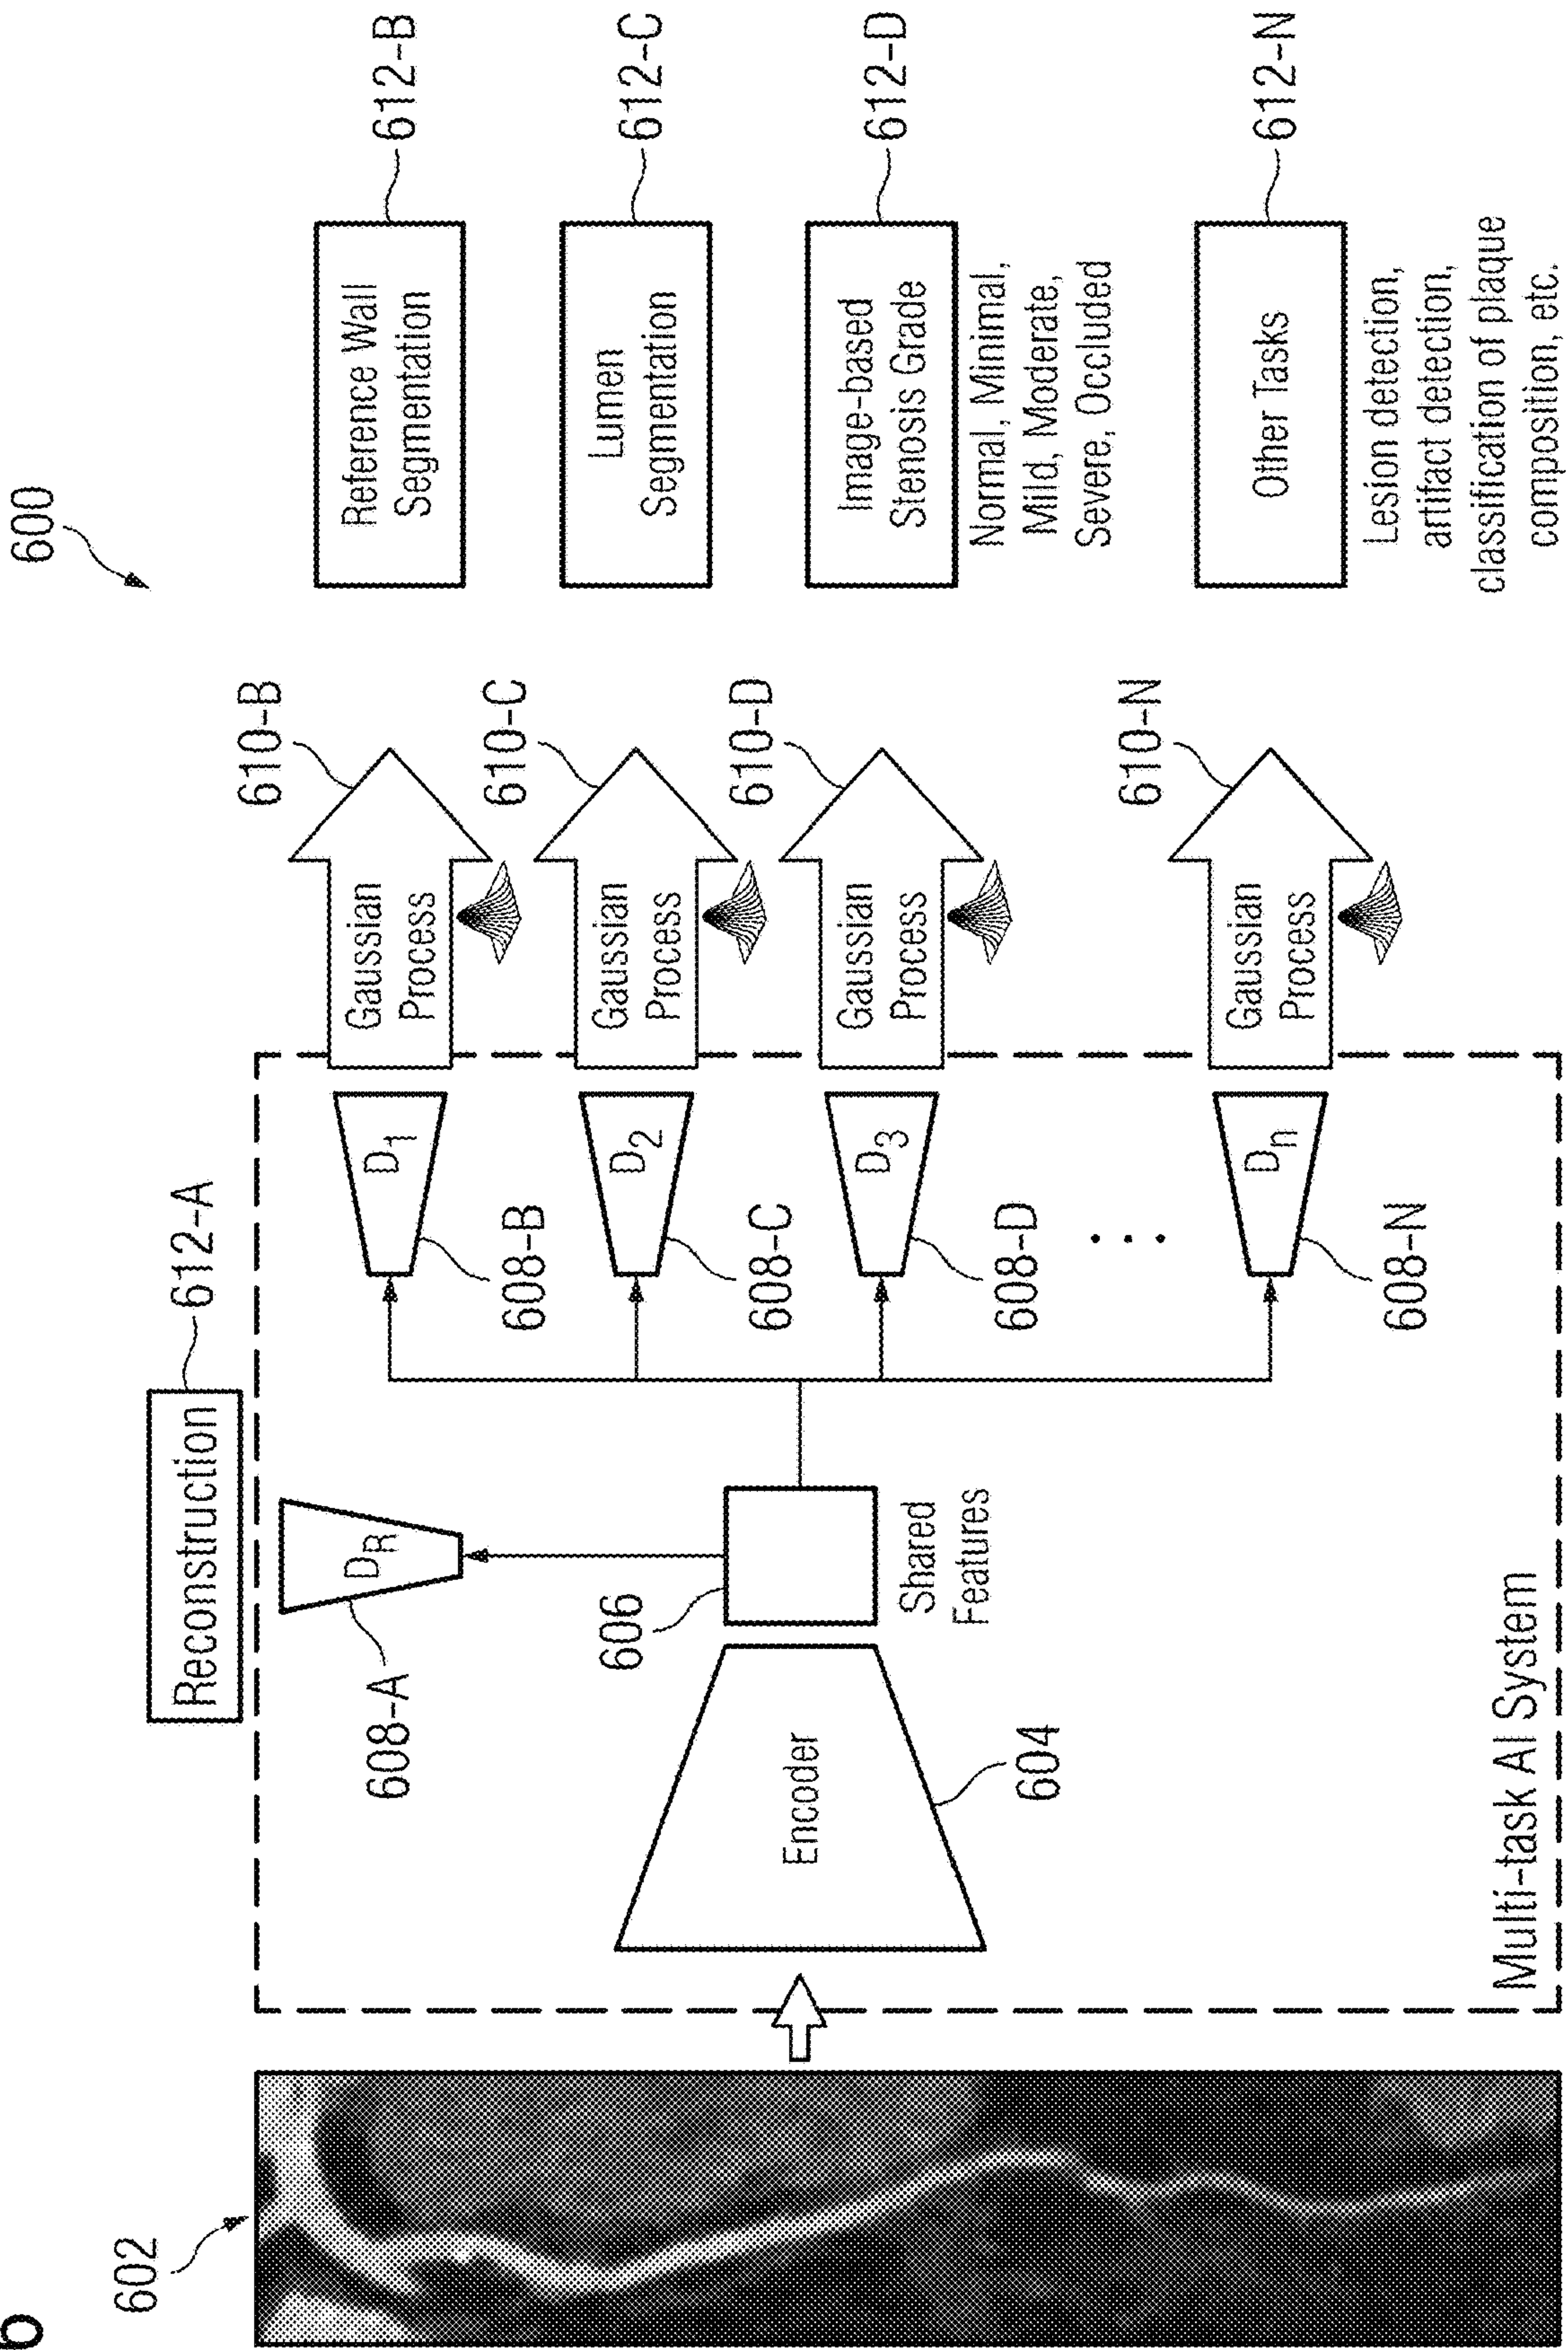 6
600
602
Reconstruction
612-A
Multi-task AI System
Encoder
604
606
Shared
Features
D_R
608-A
D_1
608-B
Gaussian
Process
610-B
Reference Wall
Segmentation
612-B
D_2
608-C
Gaussian
Process
610-C
Lumen
Segmentation
612-C
D_3
608-D
Gaussian
Process
610-D
Image-based
Stenosis Grade
612-D
Normal, Minimal,
Mild, Moderate,
Severe, Occluded
. . .
D_n
608-N
Gaussian
Process
610-N
Other Tasks
612-N
Lesion detection,
artifact detection,
classification of plaque
composition, etc.